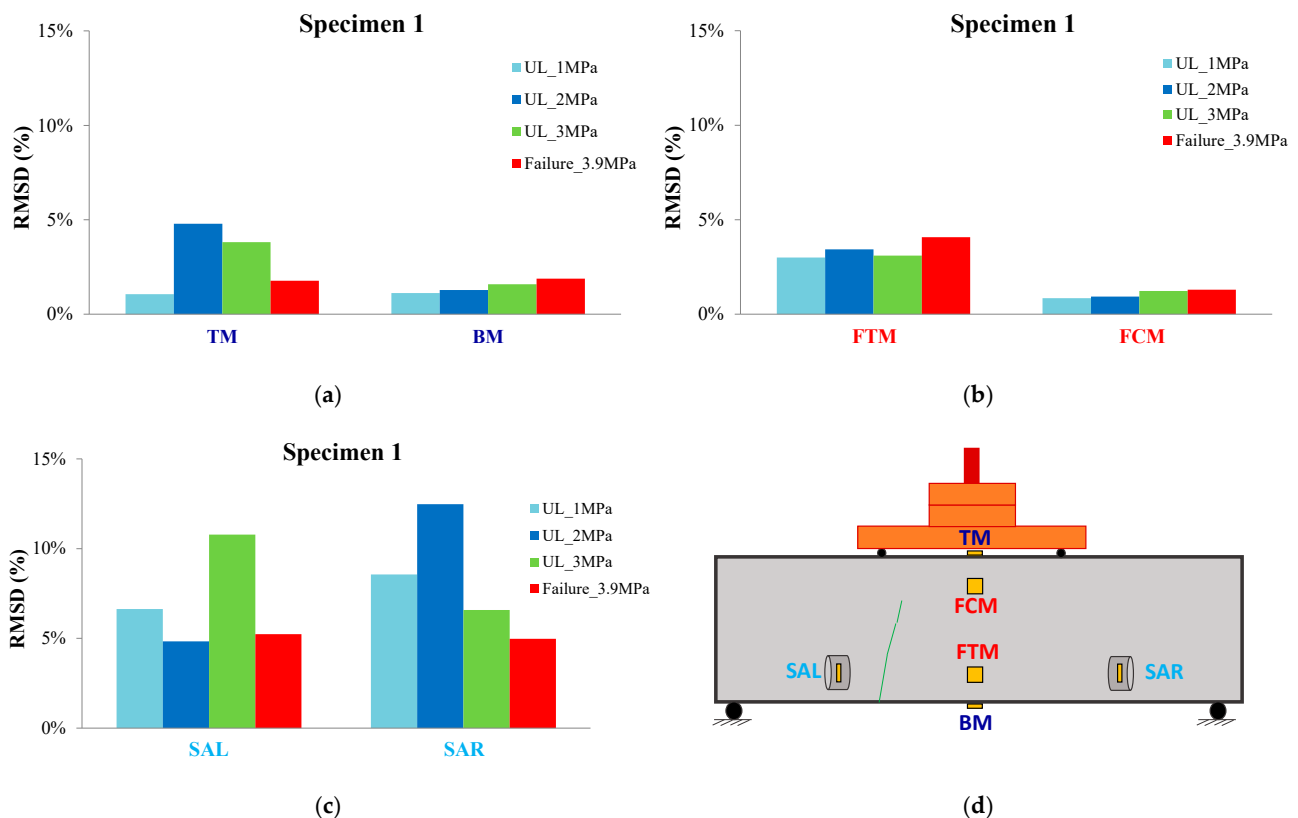 Specimen 1
15%
10%
5%
0%
RMSD (%)
UL_1MPa
UL_2MPa
UL_3MPa
Failure_3.9MPa
TM
BM
(a)
Specimen 1
15%
10%
5%
0%
RMSD (%)
UL_1MPa
UL_2MPa
UL_3MPa
Failure_3.9MPa
FTM
FCM
(b)
Specimen 1
15%
10%
5%
0%
RMSD (%)
UL_1MPa
UL_2MPa
UL_3MPa
Failure_3.9MPa
SAL
SAR
(c)
TM
FCM
FTM
SAL
SAR
BM
(d)